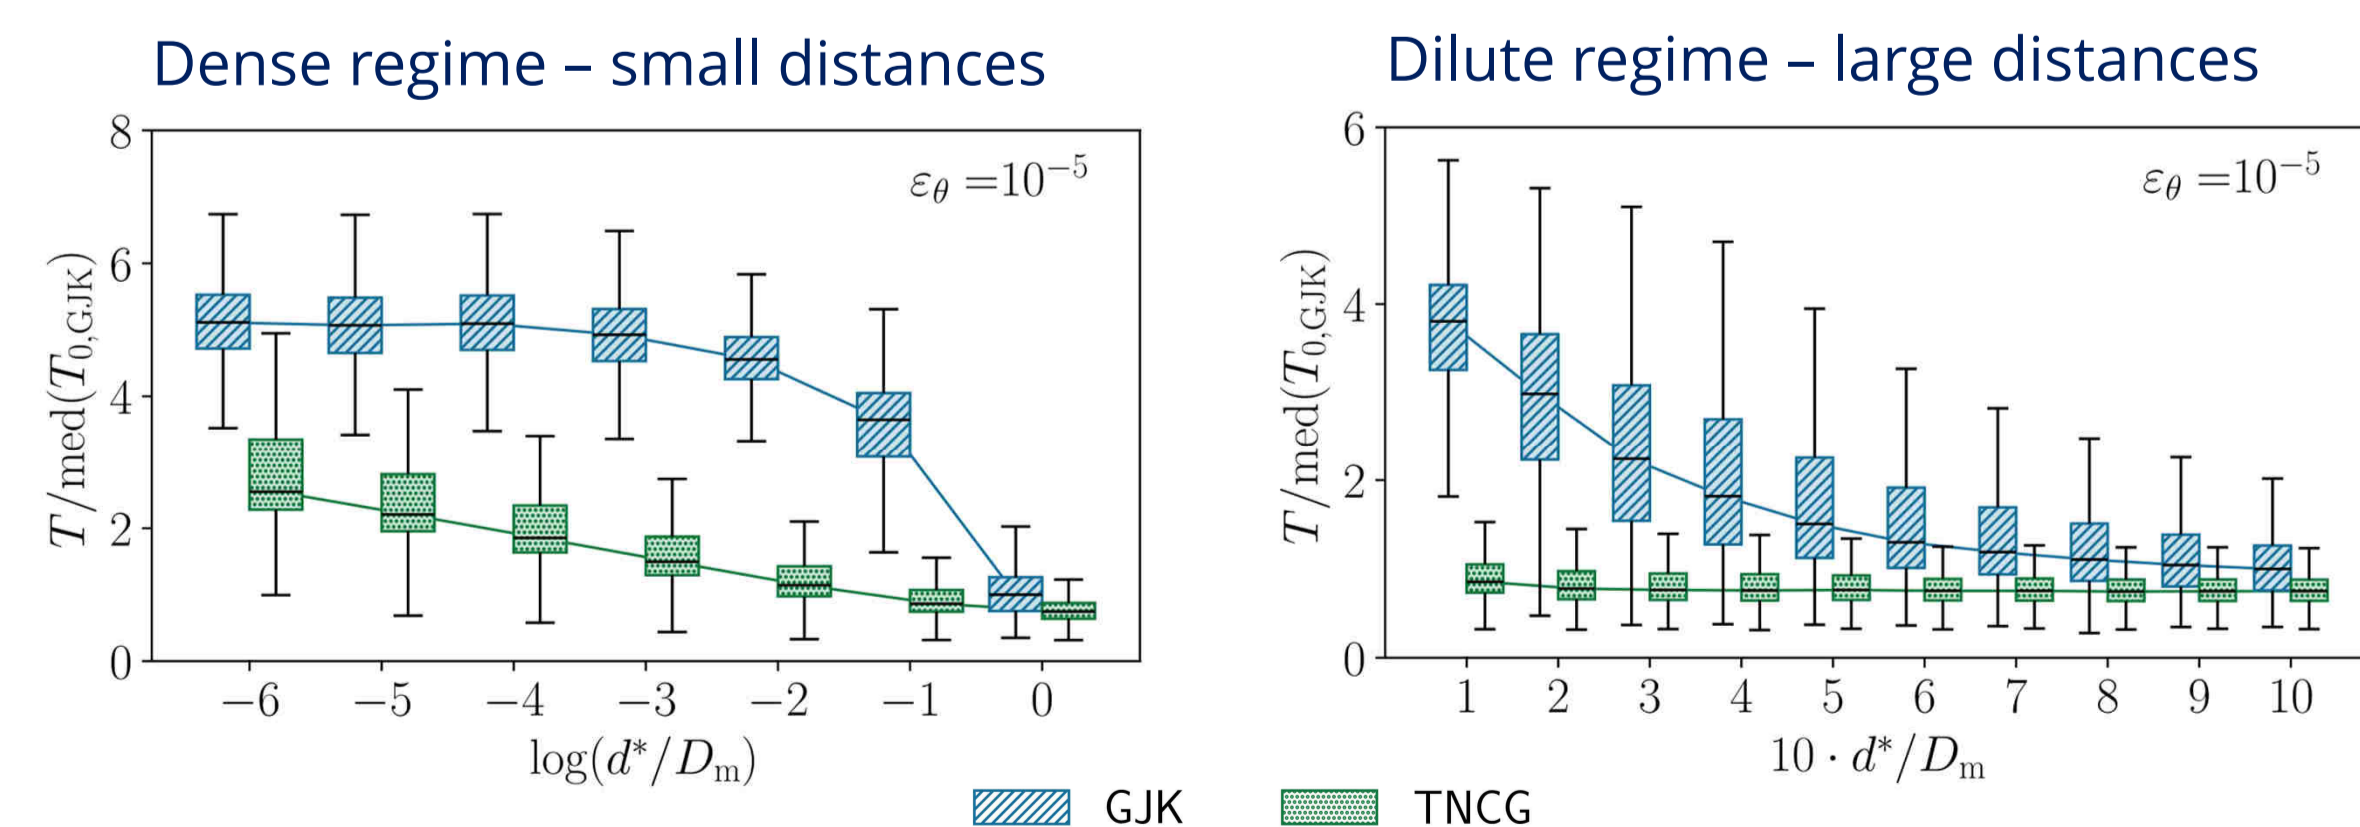 Dense regime – small distances
8
6
4
2
0
T/med(T₀,GJK)
ε_θ =10⁻⁵
−6 −5 −4 −3 −2 −1 0
log(d*/Dₘ)
Dilute regime – large distances
6
4
2
0
T/med(T₀,GJK)
ε_θ =10⁻⁵
1 2 3 4 5 6 7 8 9 10
10 · d*/Dₘ
GJK TNCG